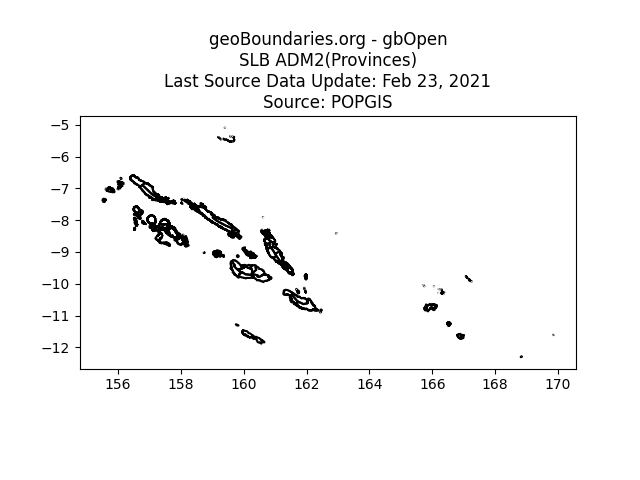 geoBoundaries.org - gbOpen
SLB ADM2(Provinces)
Last Source Data Update: Feb 23, 2021
Source: POPGIS
−5
−6
−7
−8
−9
−10
−11
−12
156 158 160 162 164 166 168 170